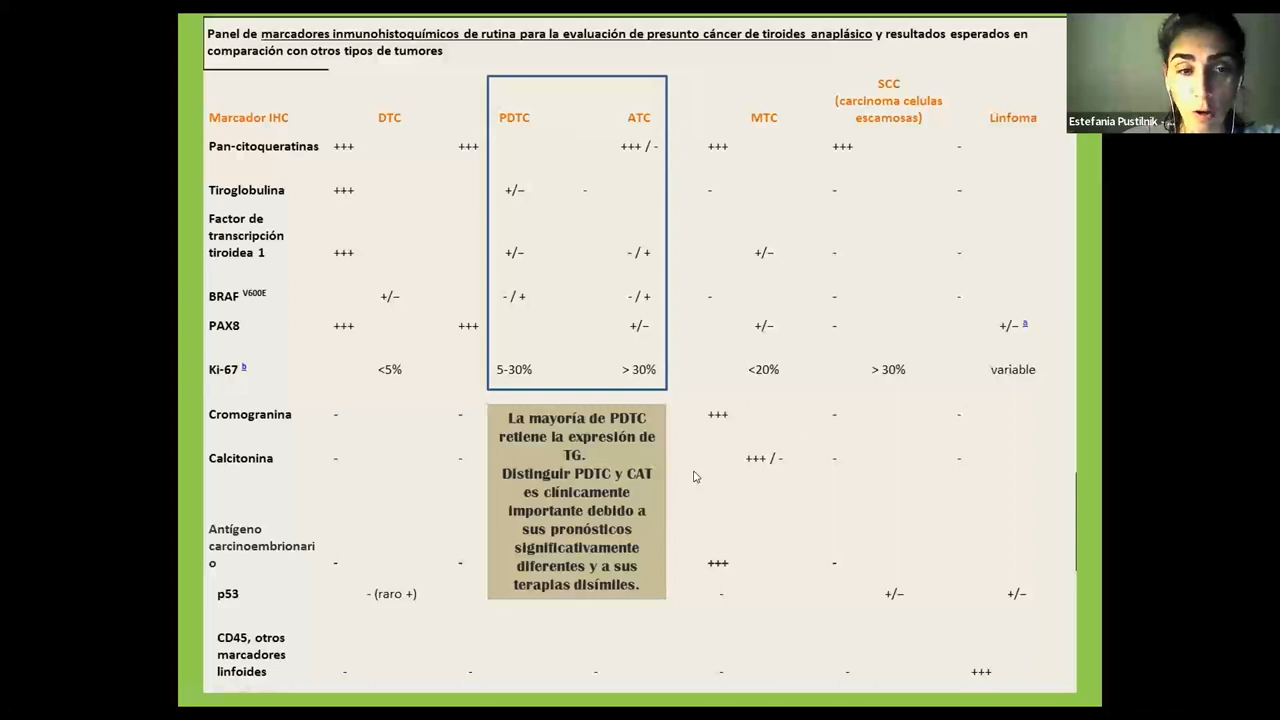 Panel de marcadores inmunohistoquímicos de rutina para la evaluación de presunto cáncer de tiroides anaplásico y resultados esperados en
comparación con otros tipos de tumores
Estefania Pustilnik -
Marcador IHC DTC PDTC ATC MTC SCC
(carcinoma celulas
escamosas) Linfoma
Pan-citoqueratinas +++ +++ +++ / - +++ +++ -
Tiroglobulina +++ +/− - - - -
Factor de
transcripción
tiroidea 1 +++ +/− - / + +/− - -
BRAF V600E +/− - / + - / + - - -
PAX8 +++ +++ +/− +/− - +/− a
Ki-67 b <5% 5-30% > 30% <20% > 30% variable
Cromogranina - - +++ - -
Calcitonina - - +++ / - - -
La mayoría de PDTC
retiene la expresión de
TG.
Distinguir PDTC y CAT
es clínicamente
importante debido a
sus pronósticos
significativamente
diferentes y a sus
terapias disímiles.
Antígeno
carcinoembrionari
o - - +++ -
p53 - (raro +) - +/− +/−
CD45, otros
marcadores
linfoides - - - - - +++